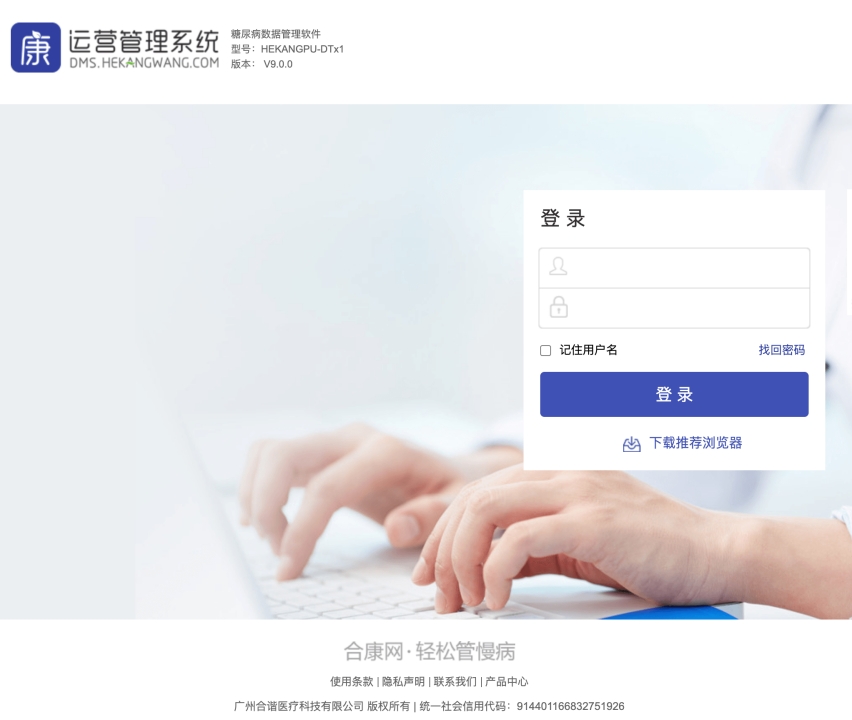 康
运营管理系统
DMS.HEKANGWANG.COM
糖尿病数据管理软件
型号：HEKANGPU-DTx1
版本： V9.0.0
登 录
记住用户名
找回密码
登 录
下载推荐浏览器
合康网·轻松管慢病
使用条款 | 隐私声明 | 联系我们 | 产品中心
广州合谐医疗科技有限公司 版权所有 | 统一社会信用代码：914401166832751926